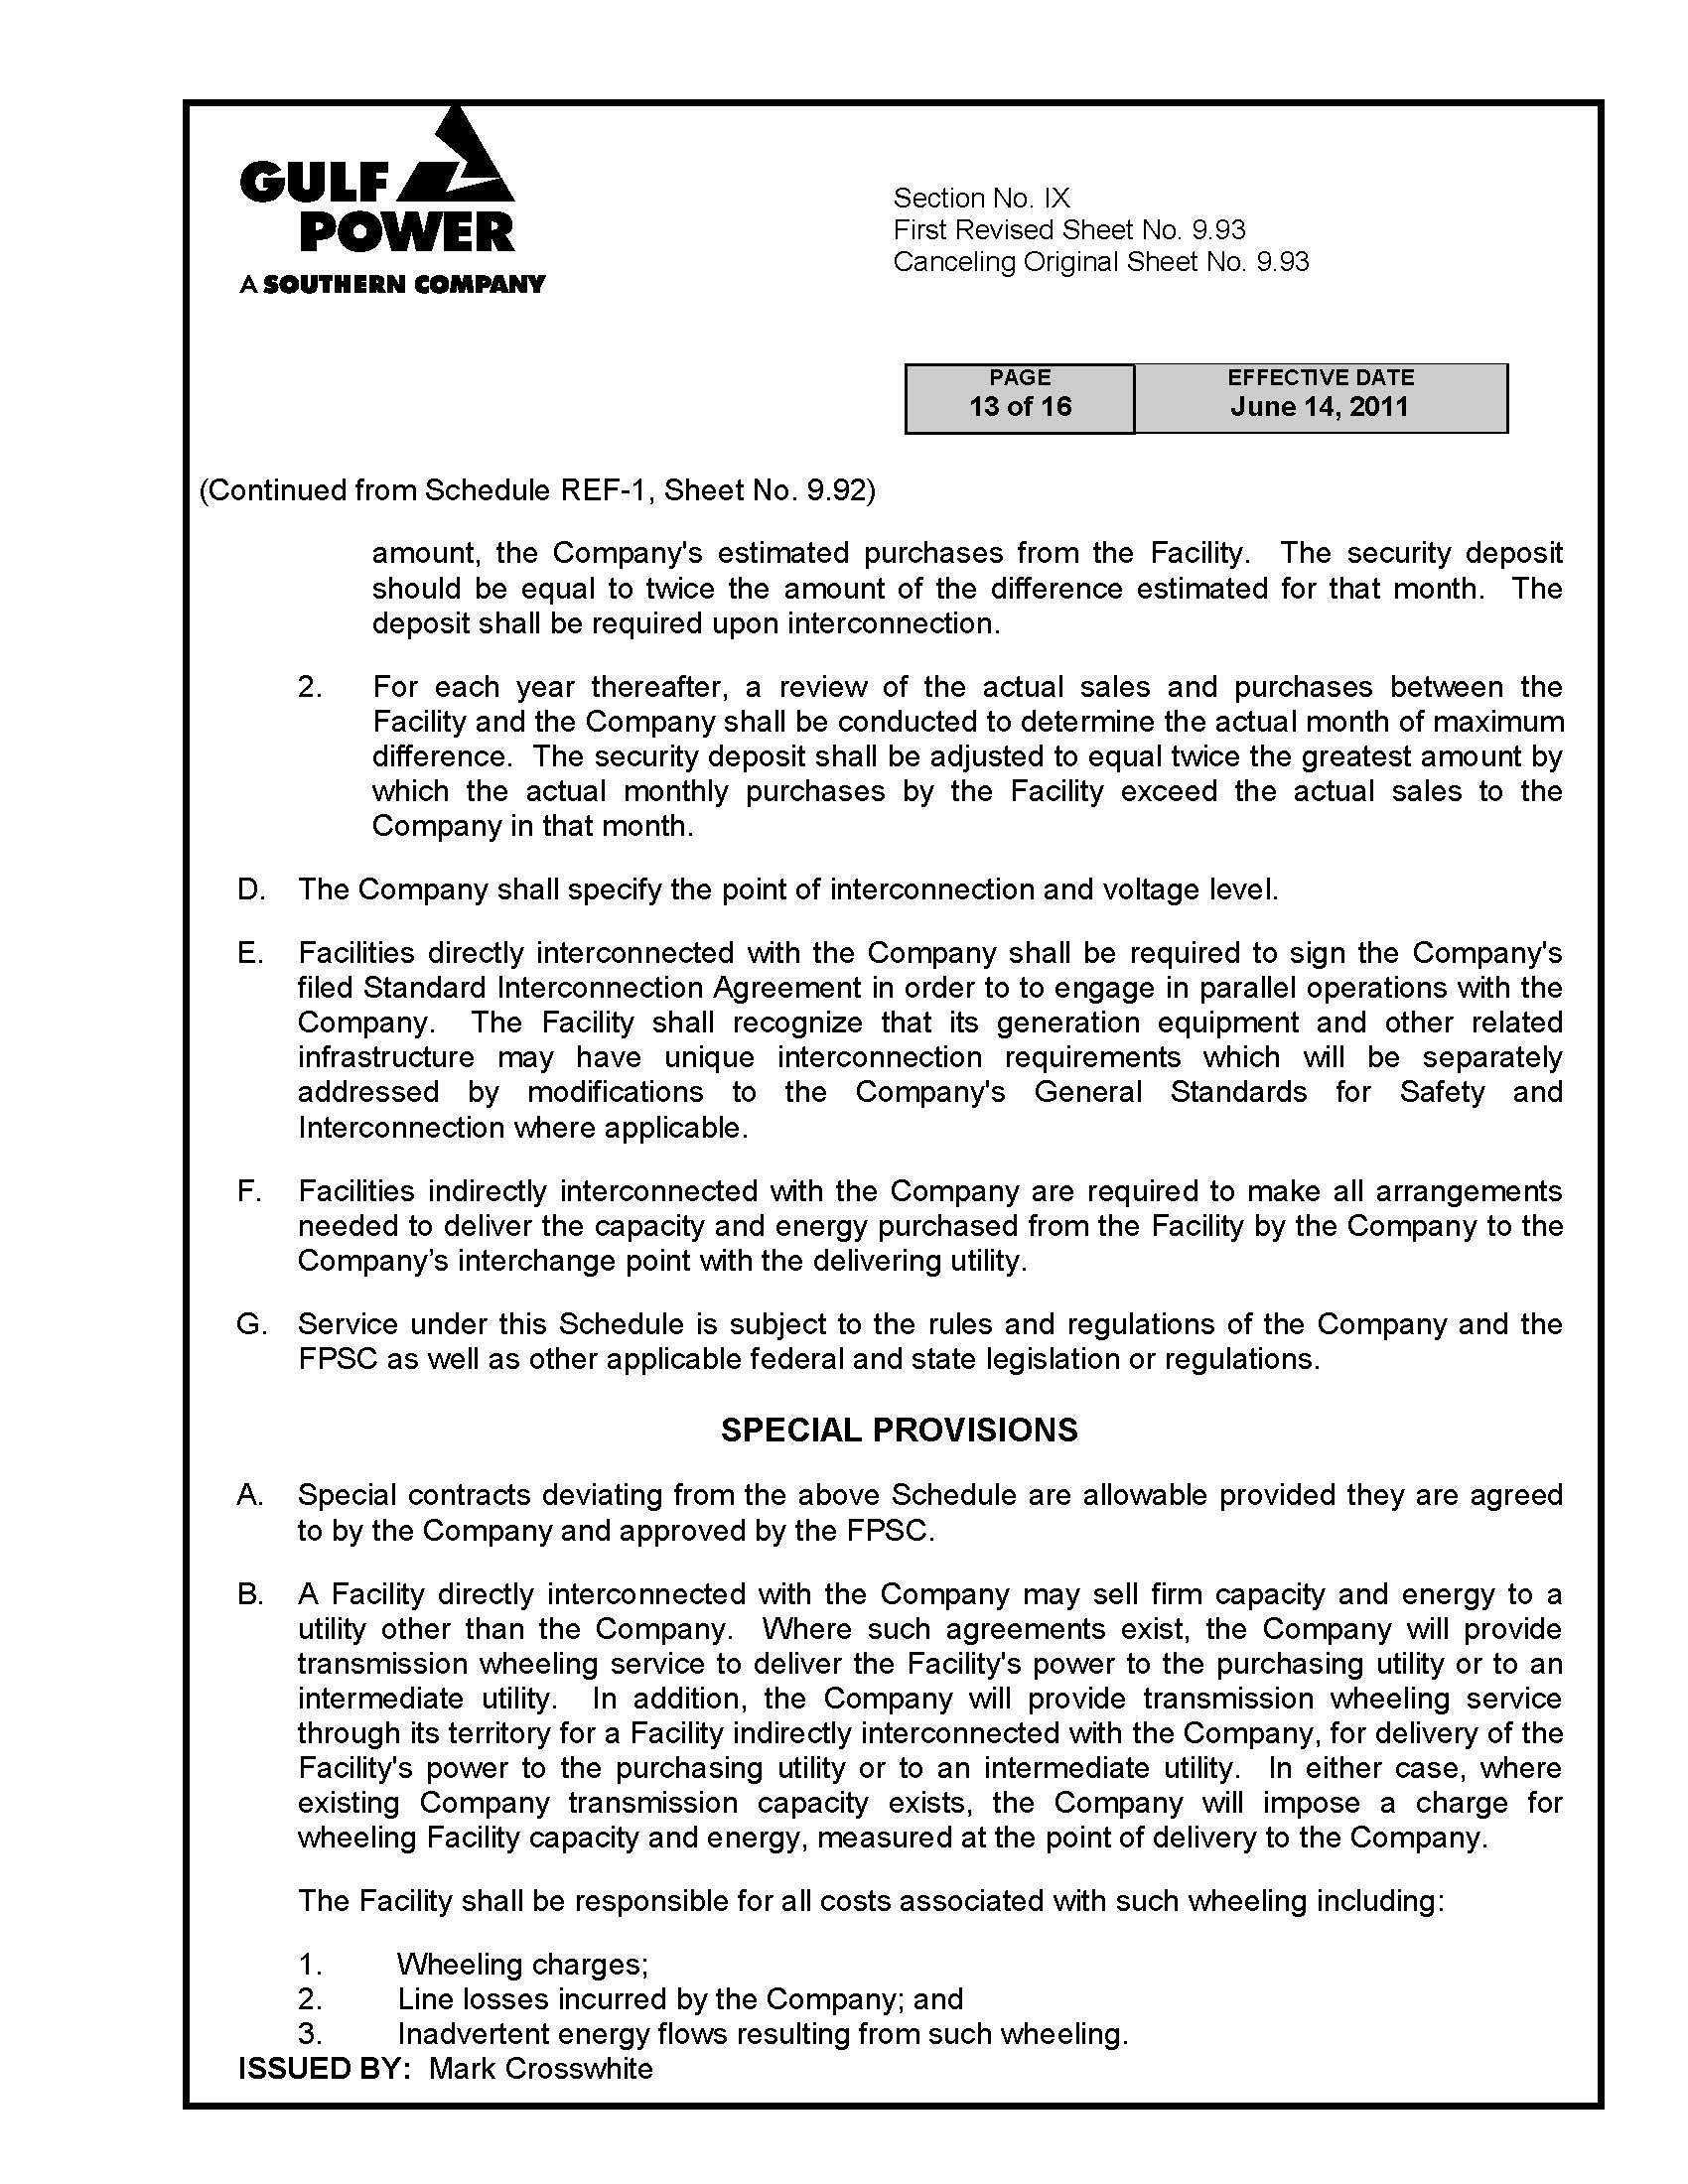 GULF
POWER
A SOUTHERN COMPANY
Section No. IX
First Revised Sheet No. 9.93
Canceling Original Sheet No. 9.93
PAGE
13 of 16
EFFECTIVE DATE
June 14, 2011
(Continued from Schedule REF-1, Sheet No. 9.92)
amount, the Company's estimated purchases from the Facility. The security deposit
should be equal to twice the amount of the difference estimated for that month. The
deposit shall be required upon interconnection.
2. For each year thereafter, a review of the actual sales and purchases between the
Facility and the Company shall be conducted to determine the actual month of maximum
difference. The security deposit shall be adjusted to equal twice the greatest amount by
which the actual monthly purchases by the Facility exceed the actual sales to the
Company in that month.
D. The Company shall specify the point of interconnection and voltage level.
E. Facilities directly interconnected with the Company shall be required to sign the Company's
filed Standard Interconnection Agreement in order to to engage in parallel operations with the
Company. The Facility shall recognize that its generation equipment and other related
infrastructure may have unique interconnection requirements which will be separately
addressed by modifications to the Company's General Standards for Safety and
Interconnection where applicable.
F. Facilities indirectly interconnected with the Company are required to make all arrangements
needed to deliver the capacity and energy purchased from the Facility by the Company to the
Company’s interchange point with the delivering utility.
G. Service under this Schedule is subject to the rules and regulations of the Company and the
FPSC as well as other applicable federal and state legislation or regulations.
SPECIAL PROVISIONS
A. Special contracts deviating from the above Schedule are allowable provided they are agreed
to by the Company and approved by the FPSC.
B. A Facility directly interconnected with the Company may sell firm capacity and energy to a
utility other than the Company. Where such agreements exist, the Company will provide
transmission wheeling service to deliver the Facility's power to the purchasing utility or to an
intermediate utility. In addition, the Company will provide transmission wheeling service
through its territory for a Facility indirectly interconnected with the Company, for delivery of the
Facility's power to the purchasing utility or to an intermediate utility. In either case, where
existing Company transmission capacity exists, the Company will impose a charge for
wheeling Facility capacity and energy, measured at the point of delivery to the Company.
The Facility shall be responsible for all costs associated with such wheeling including:
1. Wheeling charges;
2. Line losses incurred by the Company; and
3. Inadvertent energy flows resulting from such wheeling.
ISSUED BY: Mark Crosswhite